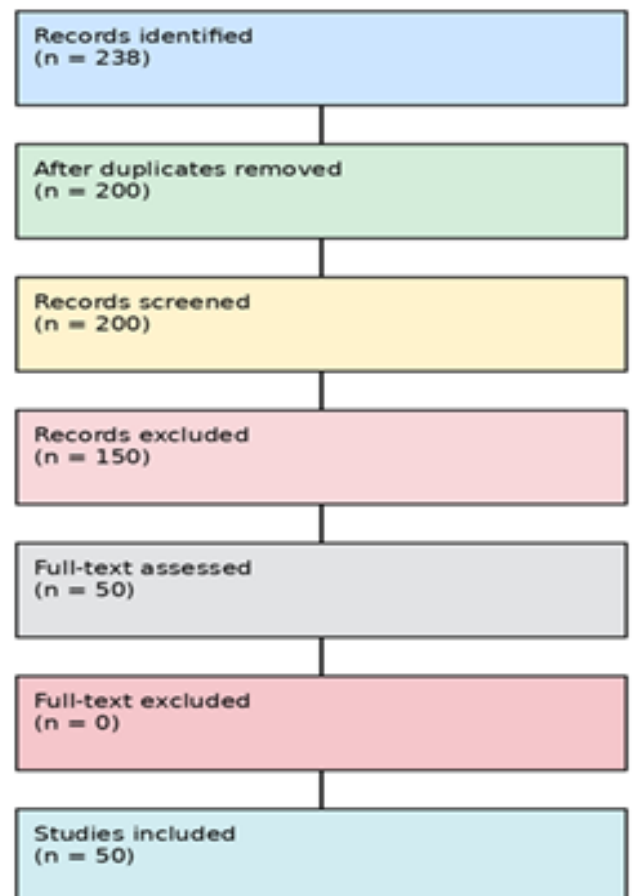 Records identified
(n = 238)
After duplicates removed
(n = 200)
Records screened
(n = 200)
Records excluded
(n = 150)
Full-text assessed
(n = 50)
Full-text excluded
(n = 0)
Studies included
(n = 50)